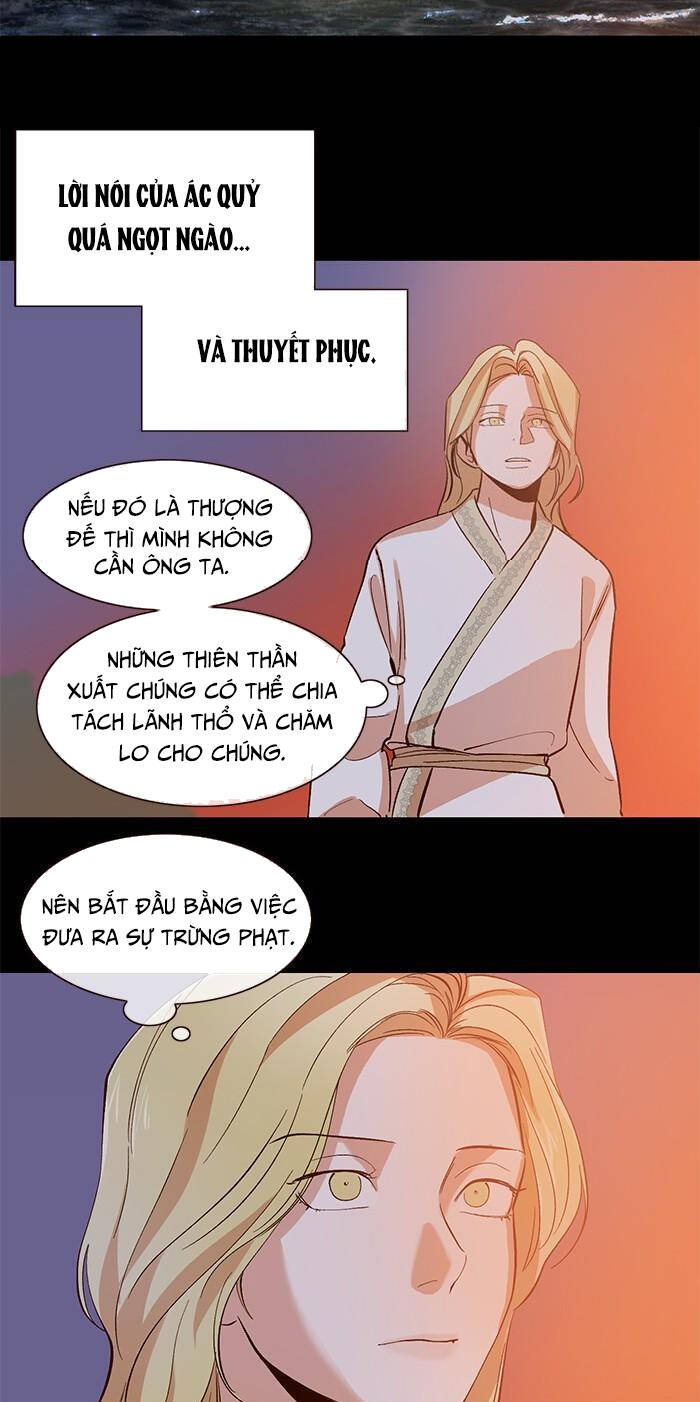 LỜI NÓI CỦA ÁC QUỶ
QUÁ NGỌT NGÀO...
VÀ THUYẾT PHỤC.
NẾU ĐÓ LÀ THƯỢNG
ĐẾ THÌ MÌNH KHÔNG
CẦN ÔNG TA.
NHỮNG THIÊN THẦN
XUẤT CHÚNG CÓ THỂ CHIA
TÁCH LÃNH THỔ VÀ CHĂM
LO CHO CHÚNG.
NÊN BẮT ĐẦU BẰNG VIỆC
ĐƯA RA SỰ TRỪNG PHẠT.